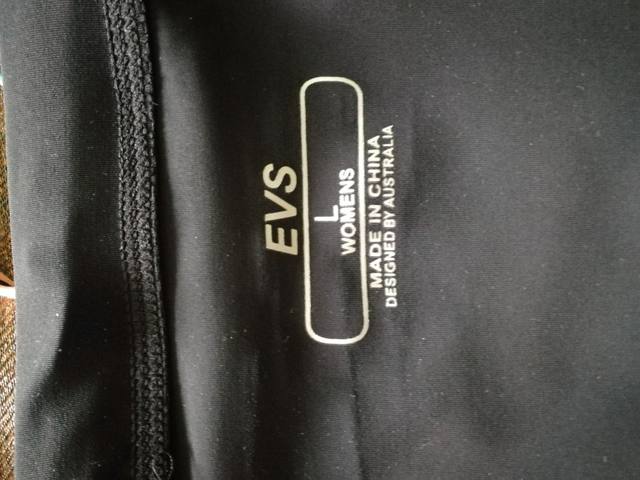 EVS
L
WOMENS
MADE IN CHINA
DESIGNED BY AUSTRALIA